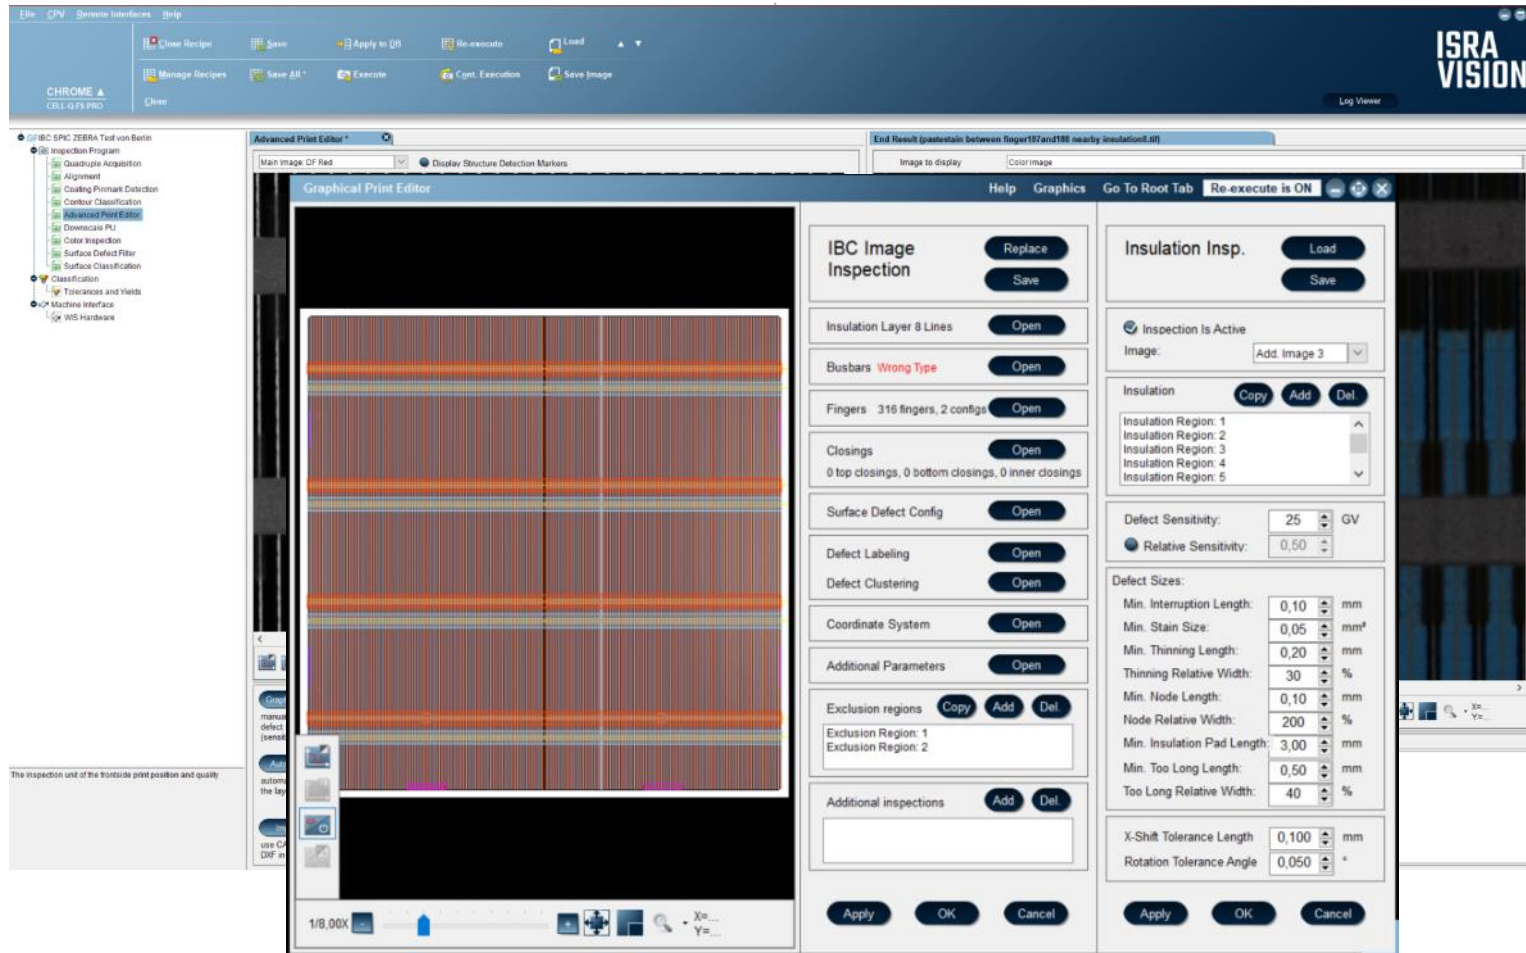 File CPV Remote Interfaces Help
Close Recipe Save Apply to DB Re-execute Load
Manage Recipes Save All * Execute Cont. Execution Save Image
Close
CHROME
CELL-Q FS PRO
ISRA
VISION
Log Viewer
IBC SPIC ZEBRA Test von Berlin
Inspection Program
Quadruple Acquisition
Alignment
Coating Pinmark Detection
Contour Classification
Advanced Print Editor
Downscale PU
Color Inspection
Surface Defect Filter
Surface Classification
Classification
Tolerances and Yields
Machine Interface
WIS Hardware
The inspection unit of the frontside print position and quality
Advanced Print Editor *
Main Image: DF Red
Display Structure Detection Markers
End Result (pastestain between finger187and188 nearby insulation8.tif)
Image to display Color Image
Graphical Print Editor
Help Graphics Go To Root Tab Re-execute is ON
1/8,00X
X=...
Y=...
IBC Image
Inspection
Replace
Save
Insulation Layer 8 Lines Open
Busbars Wrong Type Open
Fingers 316 fingers, 2 configs Open
Closings Open
0 top closings, 0 bottom closings, 0 inner closings
Surface Defect Config Open
Defect Labeling Open
Defect Clustering Open
Coordinate System Open
Additional Parameters Open
Exclusion regions Copy Add Del.
Exclusion Region: 1
Exclusion Region: 2
Additional inspections Add Del.
Apply OK Cancel
Insulation Insp.
Load
Save
Inspection Is Active
Image: Add. Image 3
Insulation Copy Add Del.
Insulation Region: 1
Insulation Region: 2
Insulation Region: 3
Insulation Region: 4
Insulation Region: 5
Defect Sensitivity: 25 GV
Relative Sensitivity: 0,50
Defect Sizes:
Min. Interruption Length: 0,10 mm
Min. Stain Size: 0,05 mm²
Min. Thinning Length: 0,20 mm
Thinning Relative Width: 30 %
Min. Node Length: 0,10 mm
Node Relative Width: 200 %
Min. Insulation Pad Length: 3,00 mm
Min. Too Long Length: 0,50 mm
Too Long Relative Width: 40 %
X-Shift Tolerance Length 0,100 mm
Rotation Tolerance Angle 0,050 °
Apply OK Cancel
X=...
Y=...